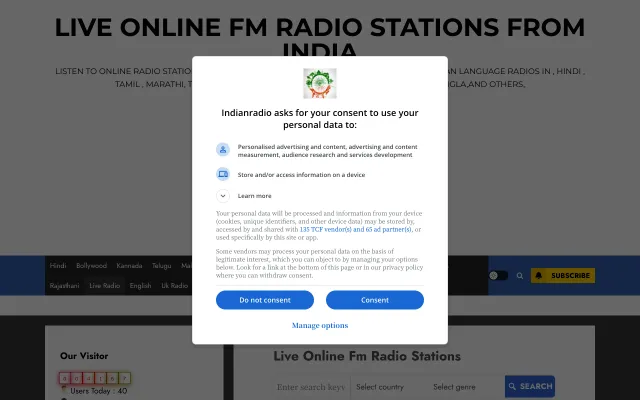 LIVE ONLINE FM RADIO STATIONS FROM
INDIA
LISTEN TO ONLINE RADIO
LANGUAGE RADIOS IN , HINDI ,
TAMIL , MARATHI,
AND OTHERS,
Indianradio asks for your consent to use your
personal data to:
Personalised advertising and content, advertising and content
measurement, audience research and services development
Store and/or access information on a device
Learn more
Your personal data will be processed and information from your device
(cookies, unique identifiers, and other device data) may be stored by,
accessed by and shared with 135 TCF vendor(s) and 65 ad partner(s), or
used specifically by this site or app.
Some vendors may process your personal data on the basis of
legitimate interest, which you can object to by managing your options
below. Look for a link at the bottom of this page or in our privacy policy
where you can withdraw consent.
Do not consent
Consent
Manage options
Hindi Bollywood Kannada Telugu
Rajasthani Live Radio English Uk Radio
SUBSCRIBE
Our Visitor
Users Today : 40
Live Online Fm Radio Stations
Enter search keyw Select country Select genre SEARCH